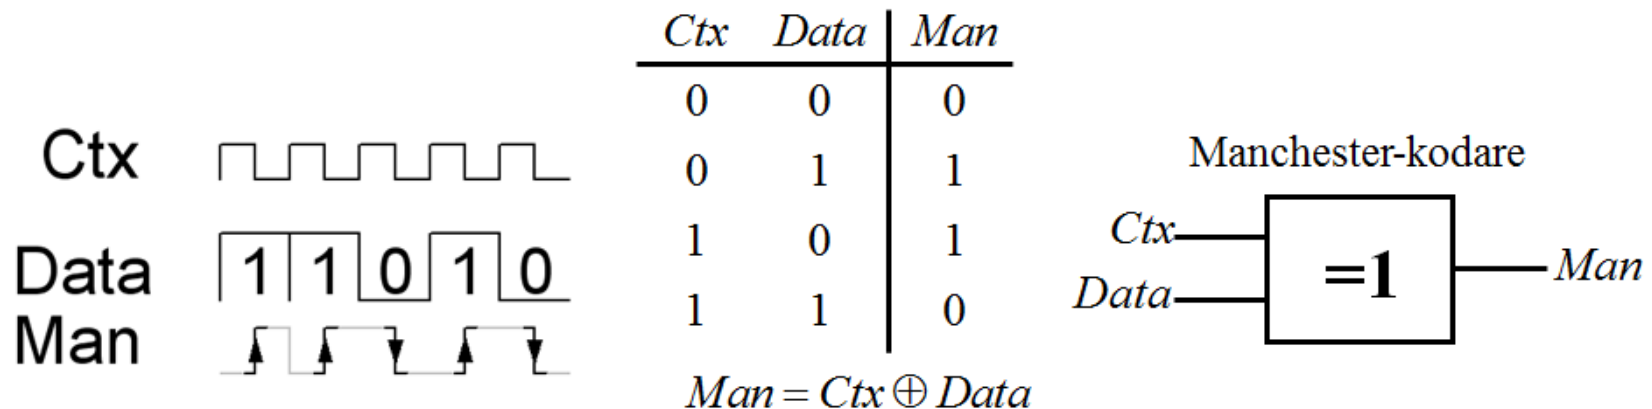 Ctx
Data 1 1 0 1 0
Man
Ctx Data Man
0 0 0
0 1 1
1 0 1
1 1 0
Man = Ctx ⊕ Data
Manchester-kodare
Ctx
Data
=1
Man